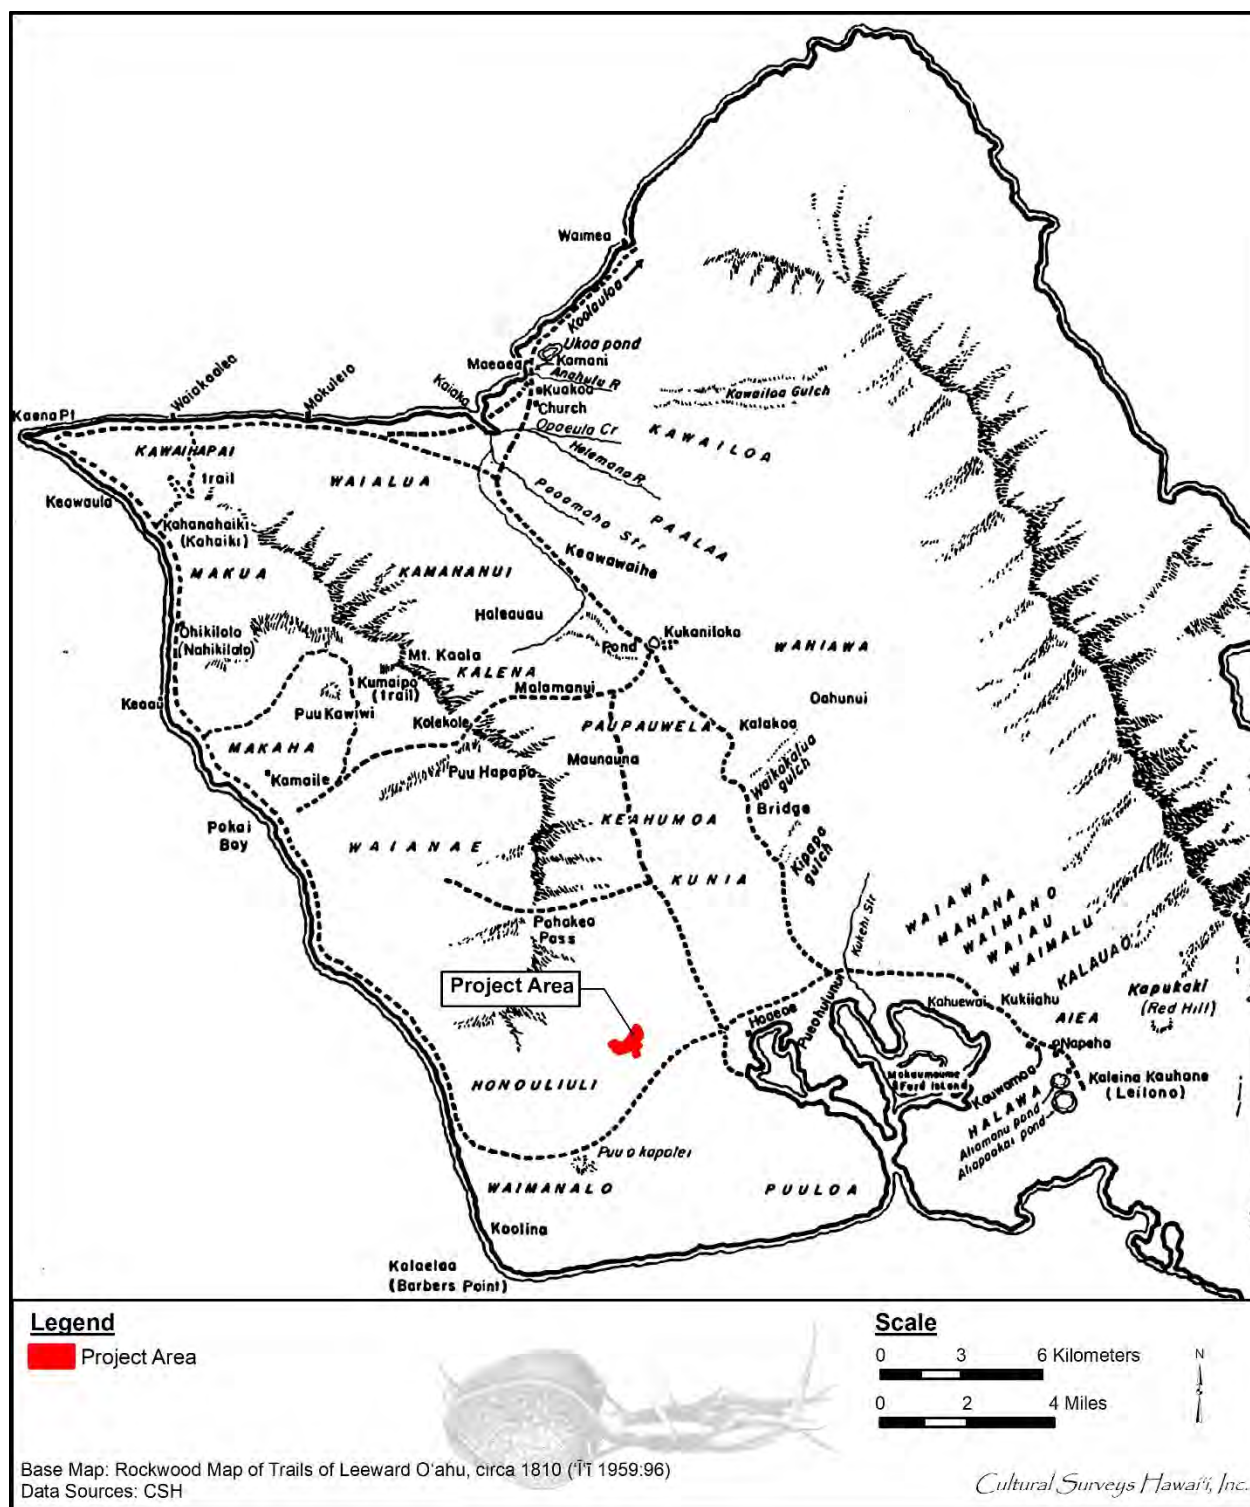 Waimea
Koolauloa
Ukoa pond
Maeaea
Kamani
Anahulu R
Kuakoa
Church
Kaiaka
Opaeula Cr
Helemano R
Kawailoa Gulch
KAWAILOA
Kaena Pt
Waiakaalea
Mokuleia
KAWAIHAPAI
trail
WAIALUA
Pooamoho Str
PAALAA
Keawaula
Kahanahaiki
(Kahaiki)
Keawawaihe
MAKUA
KAMANANUI
Haleauau
Ohikilolo
(Nahikilalo)
Pond
Kukaniloko
WAHIAWA
Mt. Kaala
KALENA
Kumaipo
(trail)
Malamanui
Oahunui
Keaau
Puu Kawiwi
Kolekole
PAUPAUWELA
Kalakoa
MAKAHA
Kamaile
Puu Hapapa
Maunauna
Waikakalaua
gulch
Bridge
Pokai
Bay
WAIANAE
KEAHUMOA
Kipapa
gulch
KUNIA
Pohakea
Pass
Kukehi Str
WAIAWA
MANANA
WAIMANO
WAIAU
WAIMALU
KALAUAO
Kapukaki
(Red Hill)
Project Area
Hoaeae
Pueohulunui
Kahuewai
Kukiiahu
AIEA
Napeha
Mokuumeume
Ford Island
Kauwamoa
HALAWA
Kaleina Kauhane
(Leilono)
Aliamanu pond
Aliapaakai pond
HONOULIULI
Puu o kapolei
WAIMANALO
PUULOA
Koolina
Kalaeloa
(Barbers Point)
Legend
Project Area
Scale
0 3 6 Kilometers
0 2 4 Miles
N
Base Map: Rockwood Map of Trails of Leeward O‘ahu, circa 1810 (‘Ī‘ī 1959:96)
Data Sources: CSH
Cultural Surveys Hawai‘i, Inc.